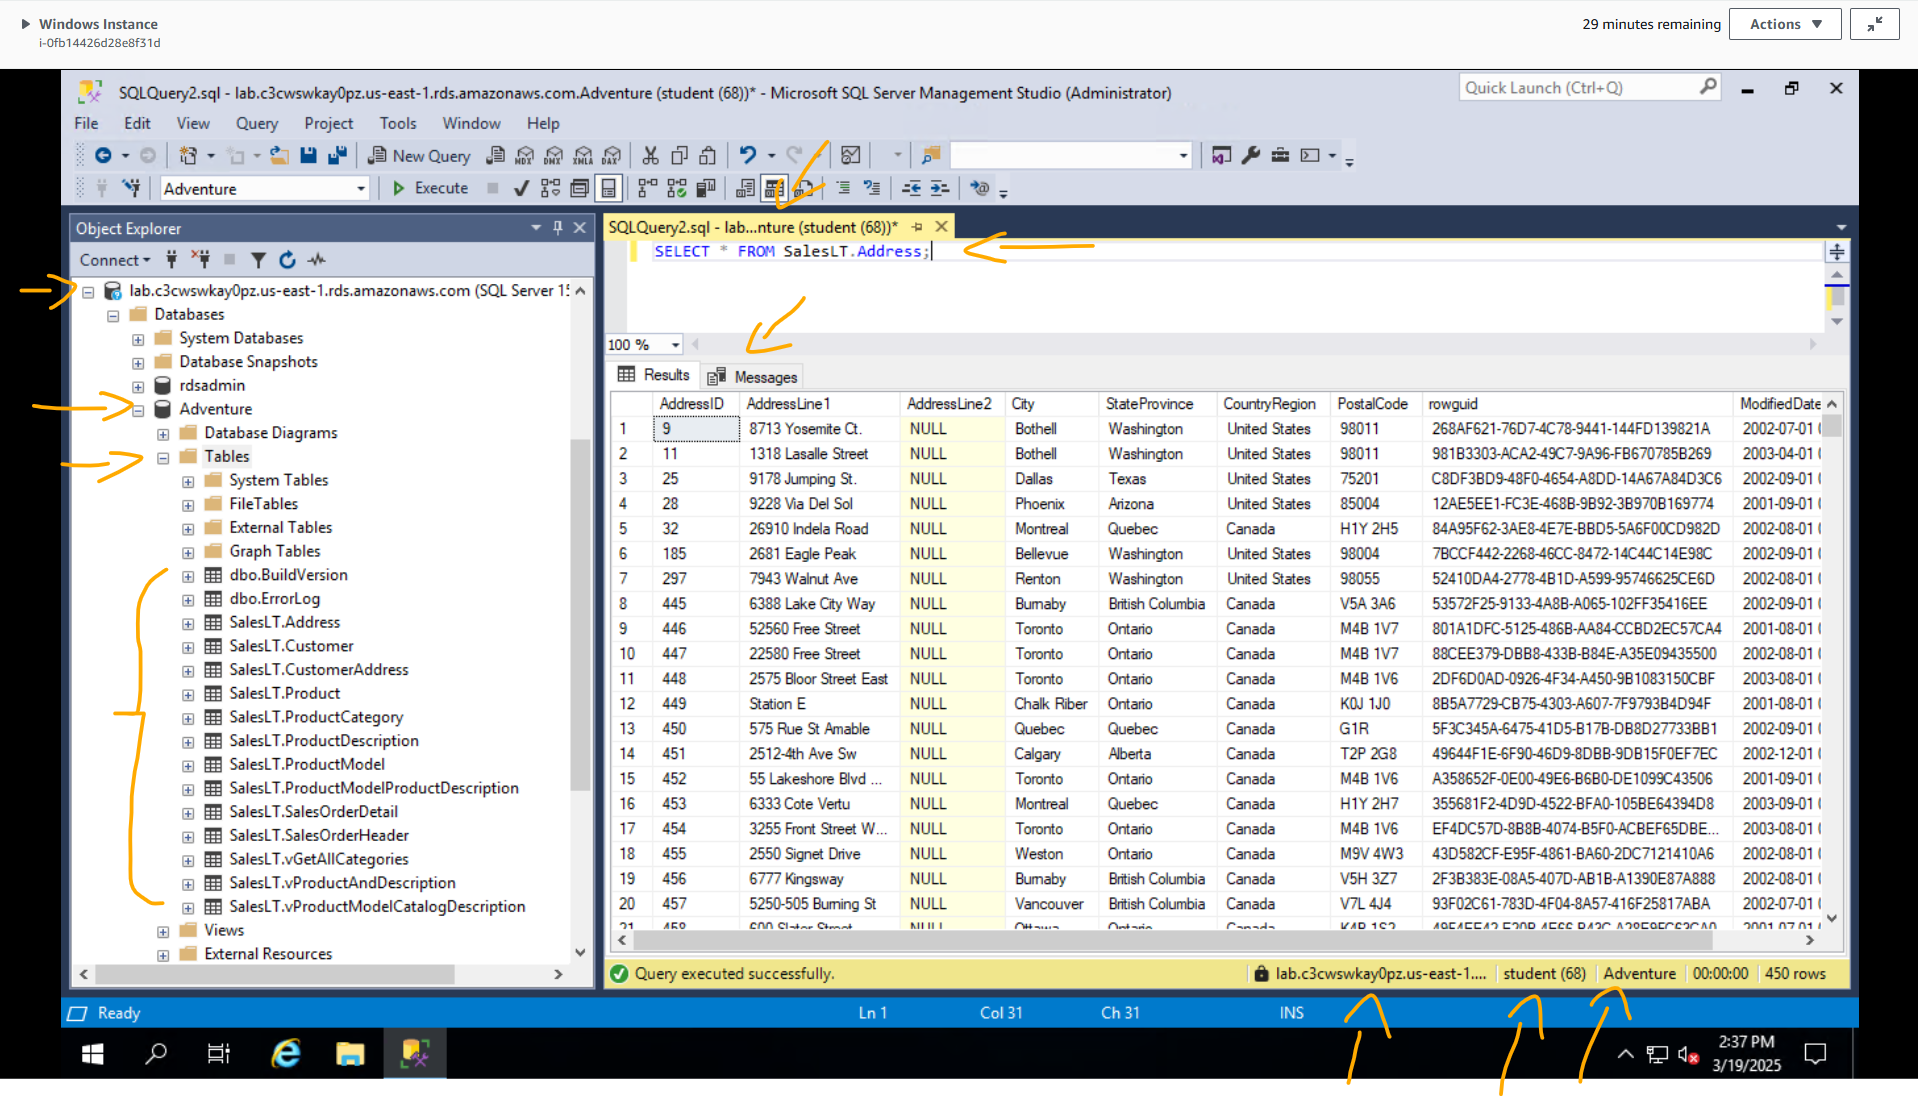 Windows Instance
i-0fb14426d28e8f31d
29 minutes remaining
Actions
SQLQuery2.sql - lab.c3cwswkay0pz.us-east-1.rds.amazonaws.com.Adventure (student (68))* - Microsoft SQL Server Management Studio (Administrator)
Quick Launch (Ctrl+Q)
File Edit View Query Project Tools Window Help
New Query MDX DMX XMLA DAX
Adventure Execute
Object Explorer
Connect
lab.c3cwswkay0pz.us-east-1.rds.amazonaws.com (SQL Server 15
Databases
System Databases
Database Snapshots
rdsadmin
Adventure
Database Diagrams
Tables
System Tables
FileTables
External Tables
Graph Tables
dbo.BuildVersion
dbo.ErrorLog
SalesLT.Address
SalesLT.Customer
SalesLT.CustomerAddress
SalesLT.Product
SalesLT.ProductCategory
SalesLT.ProductDescription
SalesLT.ProductModel
SalesLT.ProductModelProductDescription
SalesLT.SalesOrderDetail
SalesLT.SalesOrderHeader
SalesLT.vGetAllCategories
SalesLT.vProductAndDescription
SalesLT.vProductModelCatalogDescription
Views
External Resources
SQLQuery2.sql - lab...nture (student (68))*
SELECT * FROM SalesLT.Address;
100 %
Results Messages
AddressID AddressLine1 AddressLine2 City StateProvince CountryRegion PostalCode rowguid ModifiedDate
1 9 8713 Yosemite Ct. NULL Bothell Washington United States 98011 268AF621-76D7-4C78-9441-144FD139821A 2002-07-01
2 11 1318 Lasalle Street NULL Bothell Washington United States 98011 981B3303-ACA2-49C7-9A96-FB670785B269 2003-04-01
3 25 9178 Jumping St. NULL Dallas Texas United States 75201 C8DF3BD9-48F0-4654-A8DD-14A67A84D3C6 2002-09-01
4 28 9228 Via Del Sol NULL Phoenix Arizona United States 85004 12AE5EE1-FC3E-468B-9B92-3B970B169774 2001-09-01
5 32 26910 Indela Road NULL Montreal Quebec Canada H1Y 2H5 84A95F62-3AE8-4E7E-BBD5-5A6F00CD982D 2002-08-01
6 185 2681 Eagle Peak NULL Bellevue Washington United States 98004 7BCCF442-2268-46CC-8472-14C44C14E98C 2002-09-01
7 297 7943 Walnut Ave NULL Renton Washington United States 98055 52410DA4-2778-4B1D-A599-95746625CE6D 2002-08-01
8 445 6388 Lake City Way NULL Burnaby British Columbia Canada V5A 3A6 53572F25-9133-4A8B-A065-102FF35416EE 2002-09-01
9 446 52560 Free Street NULL Toronto Ontario Canada M4B 1V7 801A1DFC-5125-486B-AA84-CCBD2EC57CA4 2001-08-01
10 447 22580 Free Street NULL Toronto Ontario Canada M4B 1V7 88CEE379-DBB8-433B-B84E-A35E09435500 2002-08-01
11 448 2575 Bloor Street East NULL Toronto Ontario Canada M4B 1V6 2DF6D0AD-0926-4F34-A450-9B1083150CBF 2003-08-01
12 449 Station E NULL Chalk Riber Ontario Canada K0J 1J0 8B5A7729-CB75-4303-A607-7F9793B4D94F 2001-08-01
13 450 575 Rue St Amable NULL Quebec Quebec Canada G1R 5F3C345A-6475-41D5-B17B-DB8D27733BB1 2002-09-01
14 451 2512-4th Ave Sw NULL Calgary Alberta Canada T2P 2G8 49644F1E-6F90-46D9-8DBB-9DB15F0EF7EC 2002-12-01
15 452 55 Lakeshore Blvd ... NULL Toronto Ontario Canada M4B 1V6 A358652F-0E00-49E6-B6B0-DE1099C43506 2001-09-01
16 453 6333 Cote Vertu NULL Montreal Quebec Canada H1Y 2H7 355681F2-4D9D-4522-BFA0-105BE64394D8 2003-09-01
17 454 3255 Front Street W... NULL Toronto Ontario Canada M4B 1V6 EF4DC57D-8B8B-4074-B5F0-ACBEF65DBE... 2003-08-01
18 455 2550 Signet Drive NULL Weston Ontario Canada M9V 4W3 43D582CF-E95F-4861-BA60-2DC7121410A6 2002-08-01
19 456 6777 Kingsway NULL Burnaby British Columbia Canada V5H 3Z7 2F3B383E-08A5-407D-AB1B-A1390E87A888 2002-08-01
20 457 5250-505 Burning St NULL Vancouver British Columbia Canada V7L 4J4 93F02C61-783D-4F04-8A57-416F25817ABA 2002-07-01
21 458 600 Slater Street NULL Ottawa Ontario Canada K4B 1S2
Query executed successfully. lab.c3cwswkay0pz.us-east-1.... student (68) Adventure 00:00:00 450 rows
Ready Ln 1 Col 31 Ch 31 INS
2:37 PM
3/19/2025